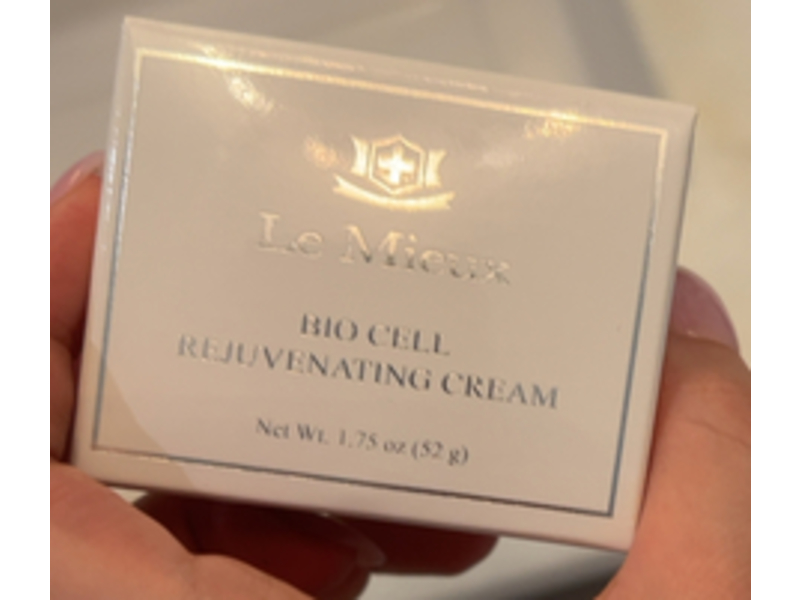 Le Mieux
BIO CELL
REJUVENATING CREAM
Net Wt. 1.75 oz (52 g)